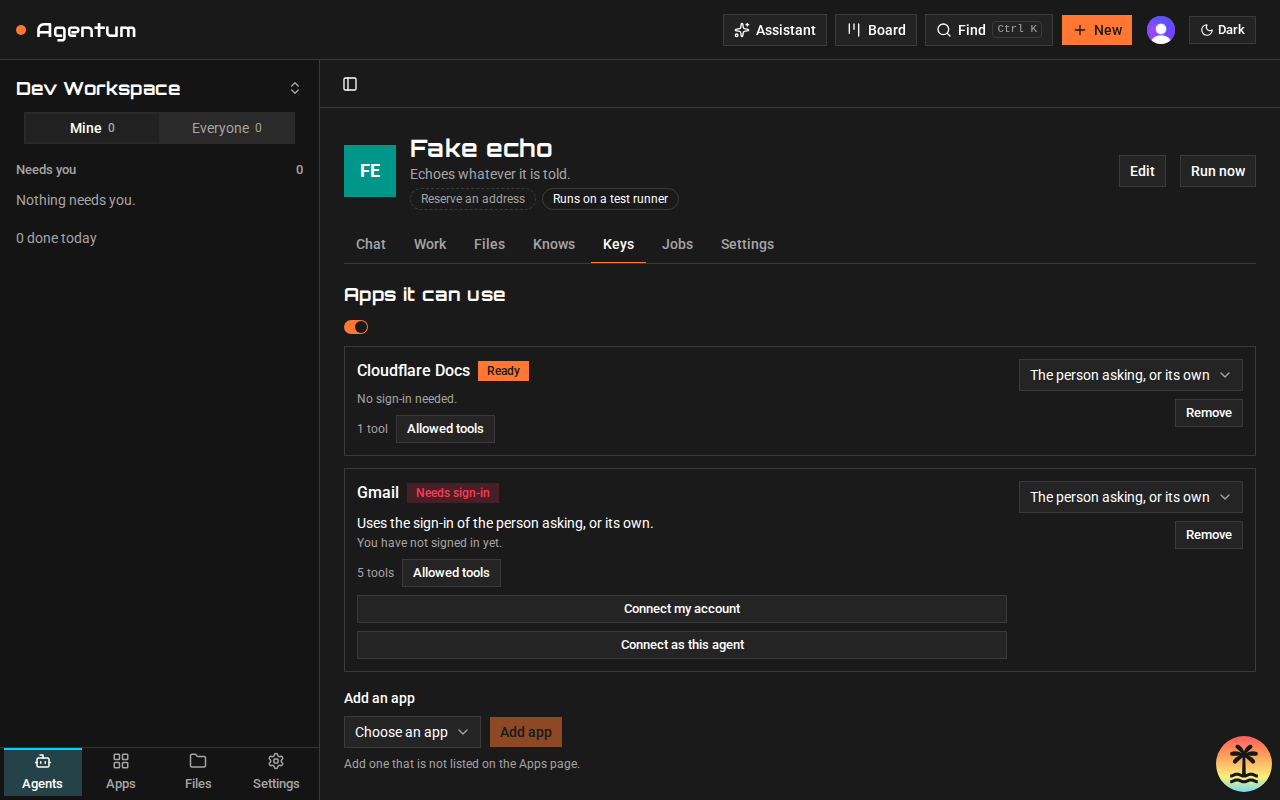 Agentum
Assistant
Board
Find Ctrl K
New
Dark
Dev Workspace
Mine 0
Everyone 0
Needs you 0
Nothing needs you.
0 done today
Agents
Apps
Files
Settings
FE
Fake echo
Echoes whatever it is told.
Reserve an address
Runs on a test runner
Edit
Run now
Chat
Work
Files
Knows
Keys
Jobs
Settings
Apps it can use
Cloudflare Docs Ready
The person asking, or its own
No sign-in needed.
Remove
1 tool Allowed tools
Gmail Needs sign-in
The person asking, or its own
Uses the sign-in of the person asking, or its own.
Remove
You have not signed in yet.
5 tools Allowed tools
Connect my account
Connect as this agent
Add an app
Choose an app
Add app
Add one that is not listed on the Apps page.